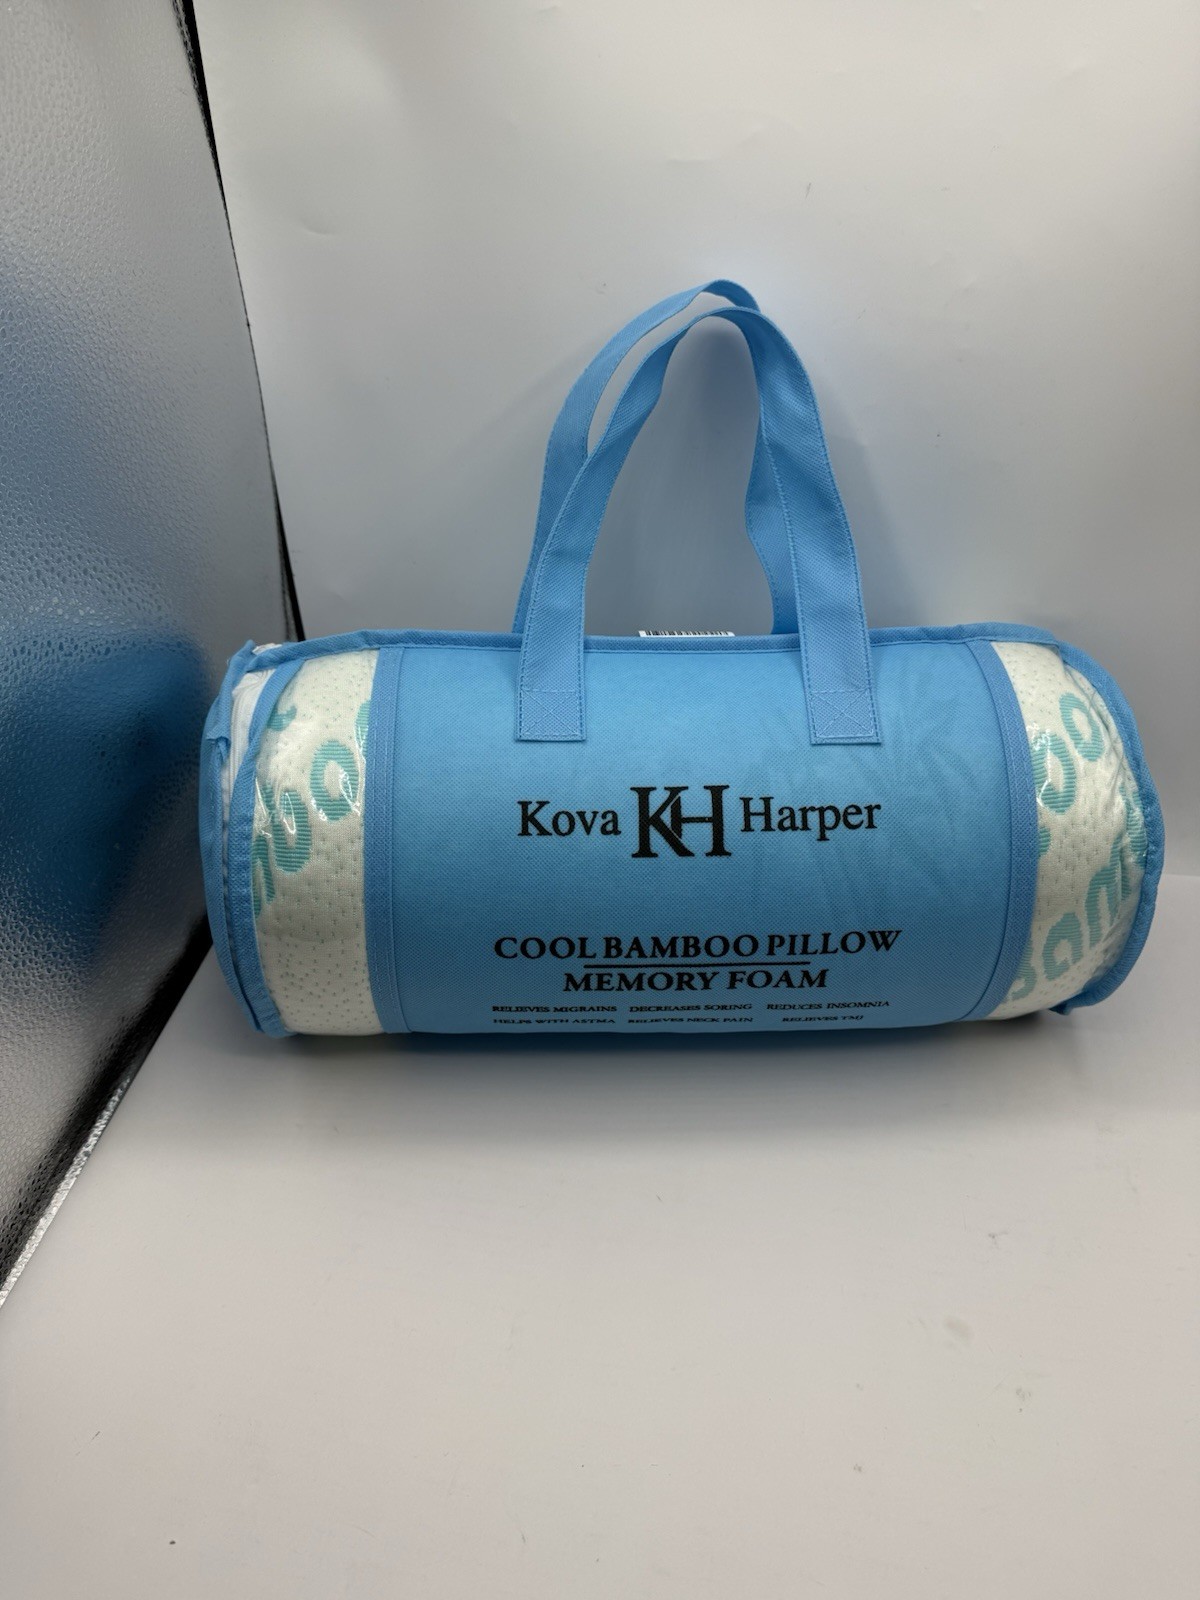 Kova KH Harper
COOL BAMBOO PILLOW
MEMORY FOAM
RELIEVES MIGRAINS DECREASES SORING REDUCES INSOMNIA
HELPS WITH ASTMA RELIEVES NECK PAIN RELIEVES TMJ